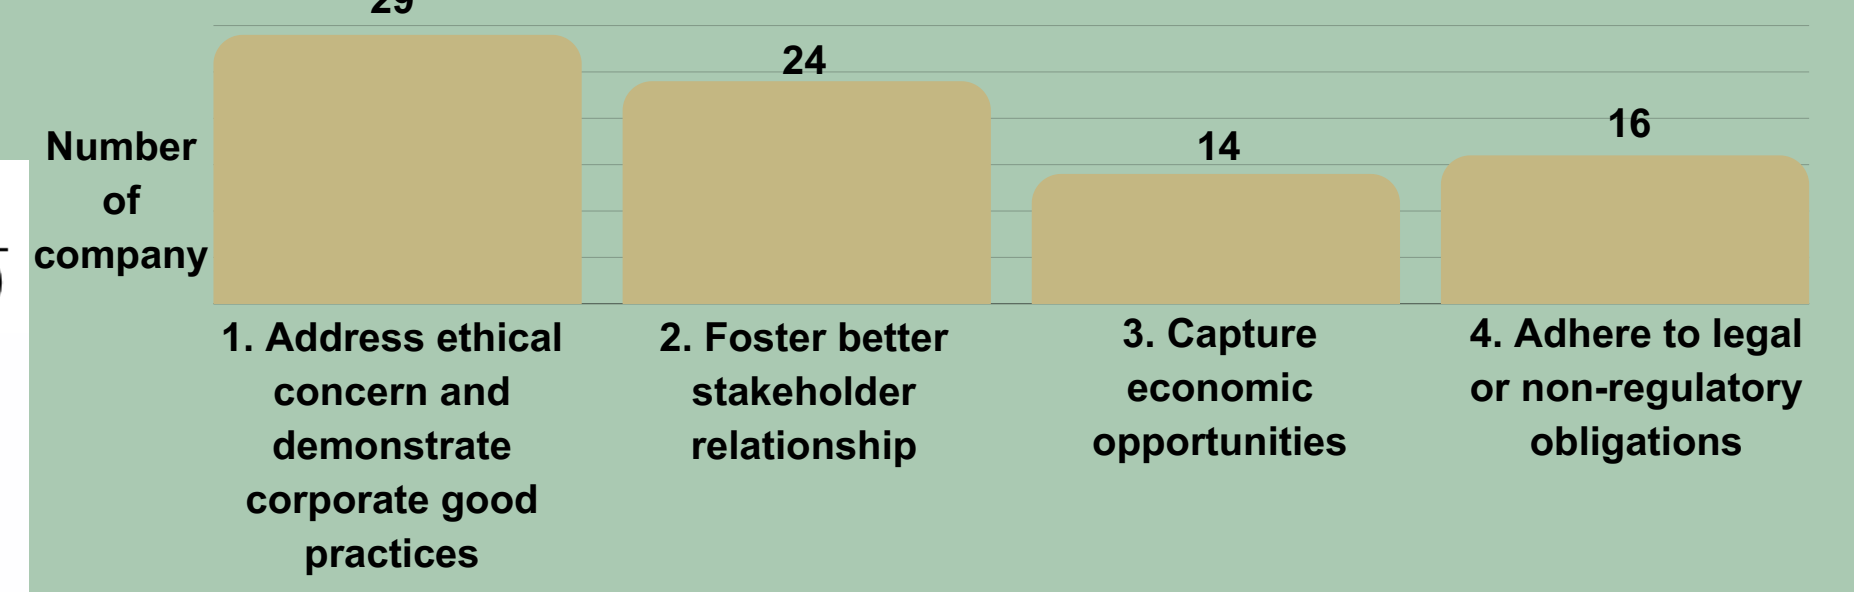 29
24
14
16
Number
of
company
1. Address ethical
concern and
demonstrate
corporate good
practices
2. Foster better
stakeholder
relationship
3. Capture
economic
opportunities
4. Adhere to legal
or non-regulatory
obligations